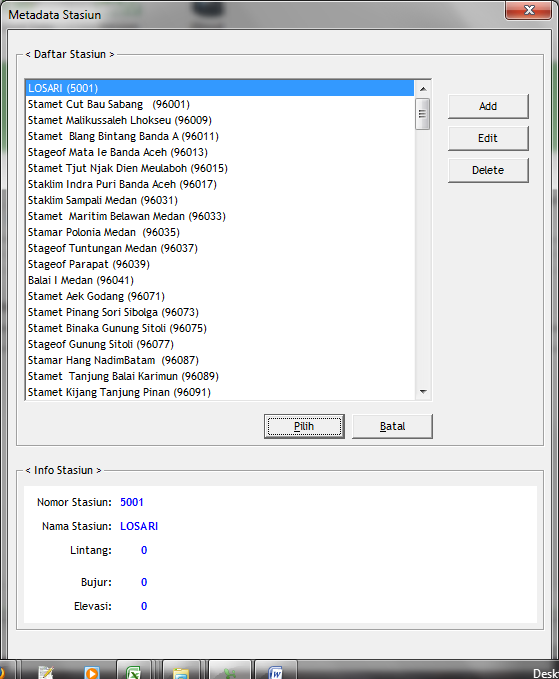 Metadata Stasiun
< Daftar Stasiun >
LOSARI (5001)
Stamet Cut Bau Sabang   (96001)
Stamet Malikussaleh Lhokseu (96009)
Stamet  Blang Bintang Banda A (96011)
Stageof Mata Ie Banda Aceh (96013)
Stamet Tjut Njak Dien Meulaboh (96015)
Staklim Indra Puri Banda Aceh (96017)
Staklim Sampali Medan (96031)
Stamet  Maritim Belawan Medan (96033)
Stamar Polonia Medan  (96035)
Stageof Tuntungan Medan (96037)
Stageof Parapat (96039)
Balai I Medan (96041)
Stamet Aek Godang (96071)
Stamet Pinang Sori Sibolga (96073)
Stamet Binaka Gunung Sitoli (96075)
Stageof Gunung Sitoli (96077)
Stamar Hang NadimBatam  (96087)
Stamet  Tanjung Balai Karimun (96089)
Stamet Kijang Tanjung Pinan (96091)
Add
Edit
Delete
Pilih
Batal
< Info Stasiun >
Nomor Stasiun: 5001
Nama Stasiun: LOSARI
Lintang: 0
Bujur: 0
Elevasi: 0
Desk